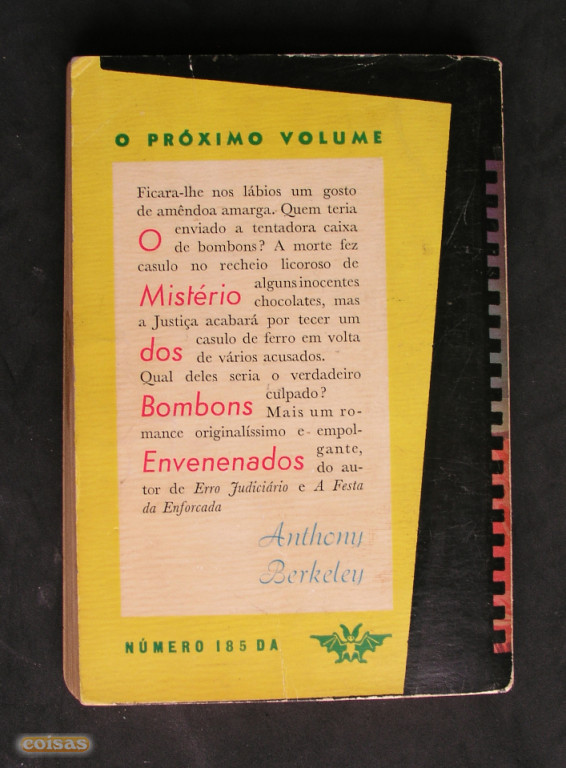 O PRÓXIMO VOLUME
Ficara-lhe nos lábios um gosto
de amêndoa amarga. Quem teria
O enviado a tentadora caixa
de bombons? A morte fez
casulo no recheio licoroso de
Mistério alguns inocentes
chocolates, mas
a Justiça acabará por tecer um
dos casulo de ferro em volta
de vários acusados.
Qual deles seria o verdadeiro
Bombons culpado?
Mais um ro-
mance originalíssimo e empol-
Envenenados gante,
do au-
tor de Erro Judiciário e A Festa
da Enforcada
Anthony
Berkeley
NÚMERO 185 DA
coisas